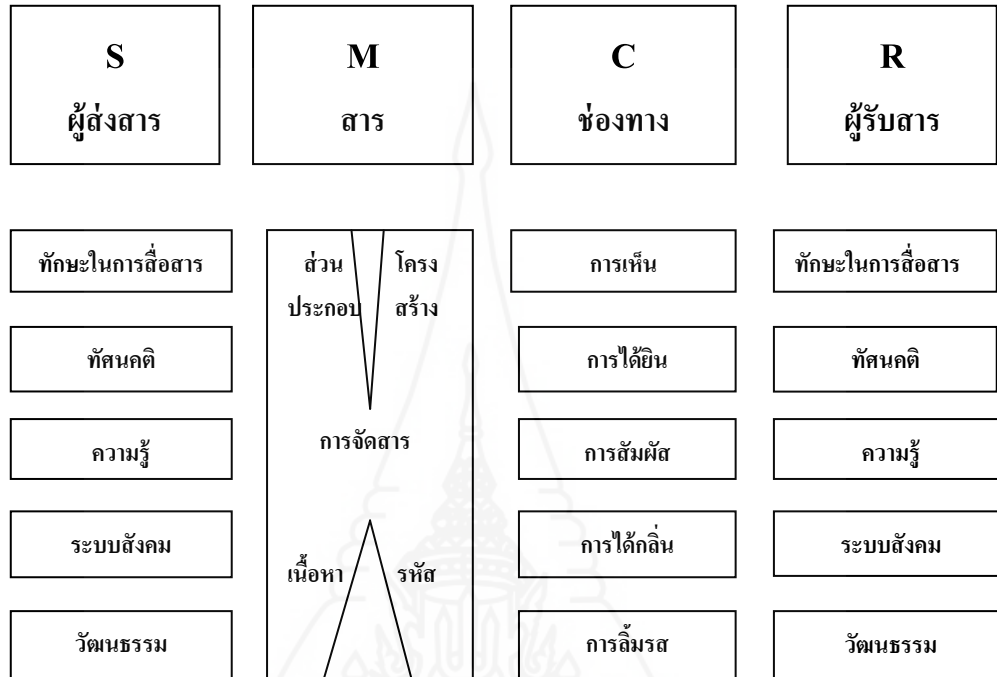 S
ผู้ส่งสาร
M
สาร
C
ช่องทาง
R
ผู้รับสาร
ทักษะในการสื่อสาร
ทัศนคติ
ความรู้
ระบบสังคม
วัฒนธรรม
ส่วน
ประกอบ
โครง
สร้าง
การจัดสาร
เนื้อหา
รหัส
การเห็น
การได้ยิน
การสัมผัส
การได้กลิ่น
การลิ้มรส
ทักษะในการสื่อสาร
ทัศนคติ
ความรู้
ระบบสังคม
วัฒนธรรม